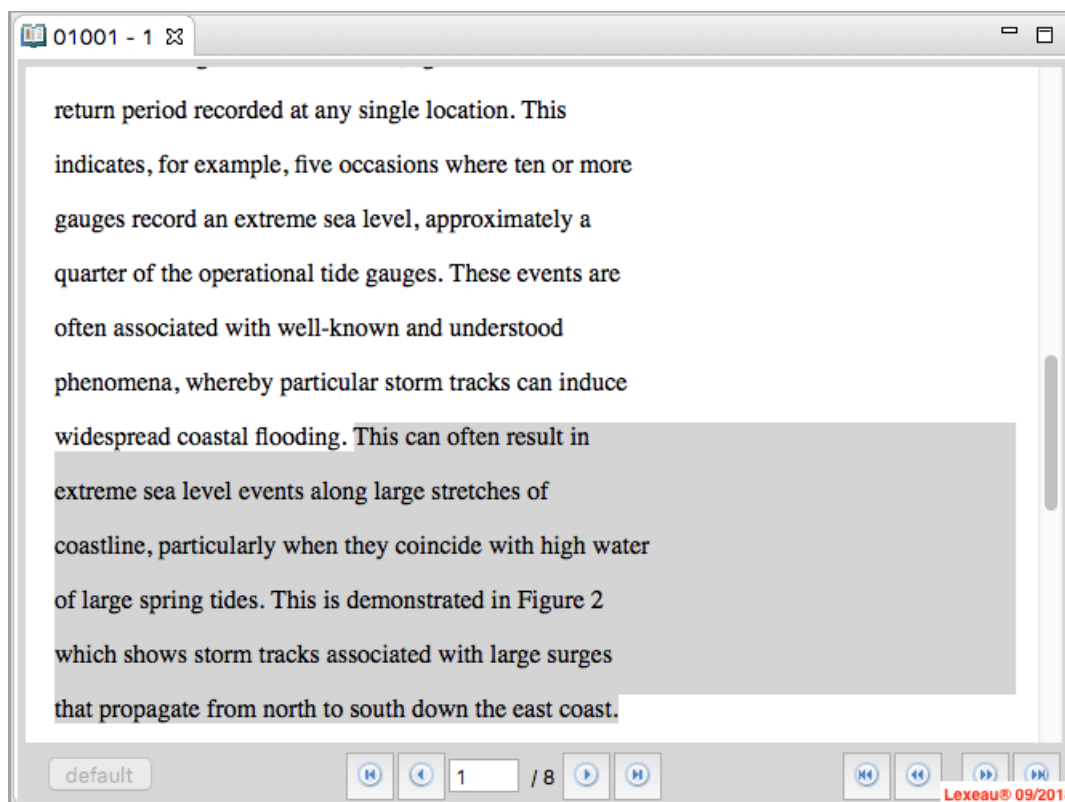 01001 - 1
return period recorded at any single location. This
indicates, for example, five occasions where ten or more
gauges record an extreme sea level, approximately a
quarter of the operational tide gauges. These events are
often associated with well-known and understood
phenomena, whereby particular storm tracks can induce
widespread coastal flooding. This can often result in
extreme sea level events along large stretches of
coastline, particularly when they coincide with high water
of large spring tides. This is demonstrated in Figure 2
which shows storm tracks associated with large surges
that propagate from north to south down the east coast.
default 1 / 8
Lexeau® 09/201